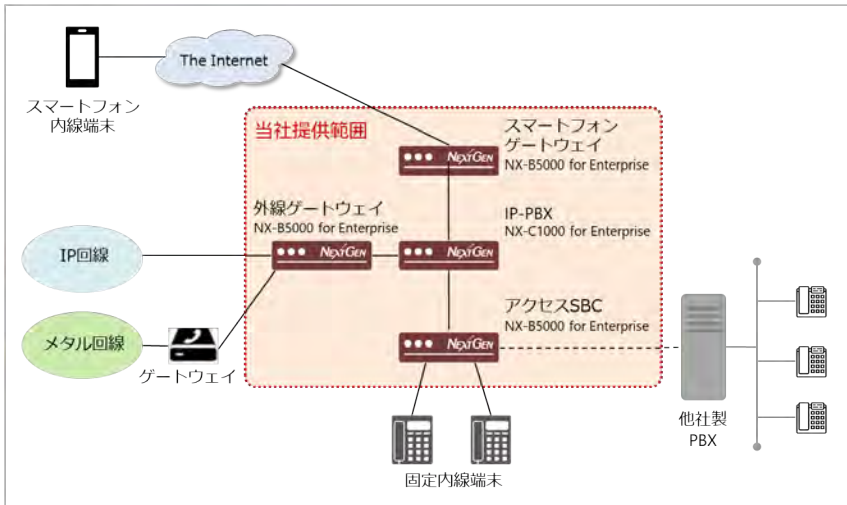 The Internet
スマートフォン
内線端末
当社提供範囲
スマートフォン
ゲートウェイ
NX-B5000 for Enterprise
NEXTGEN
外線ゲートウェイ
NX-B5000 for Enterprise
IP-PBX
NX-C1000 for Enterprise
IP回線
NEXTGEN
NEXTGEN
アクセスSBC
NX-B5000 for Enterprise
メタル回線
NEXTGEN
ゲートウェイ
他社製
PBX
固定内線端末